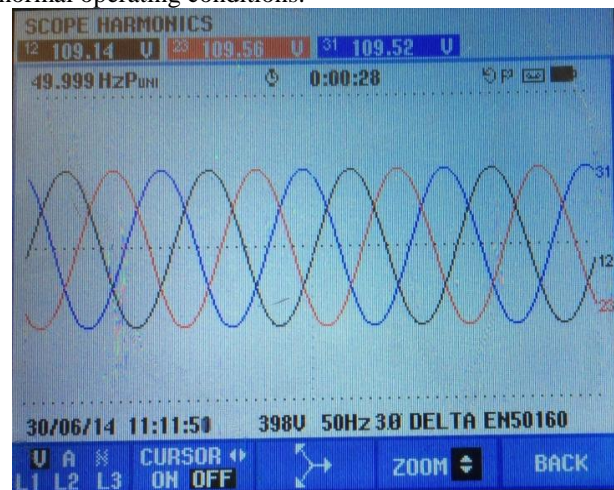 normal operating conditions.
SCOPE HARMONICS
12 109.14 V 23 109.56 V 31 109.52 V
49.999 Hz PUNI 0:00:28
31
12
23
30/06/14 11:11:50 398V 50Hz 3Ø DELTA EN50160
V A CURSOR ZOOM BACK
L1 L2 L3 ON OFF